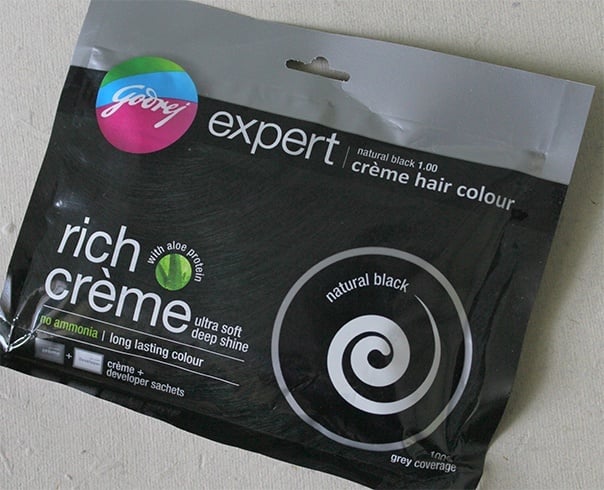 Godrej
expert
natural black 1.00
crème hair colour
rich
crème
with aloe protein
ultra soft
deep shine
no ammonia | long lasting colour
crème +
developer sachets
natural black
100%
grey coverage